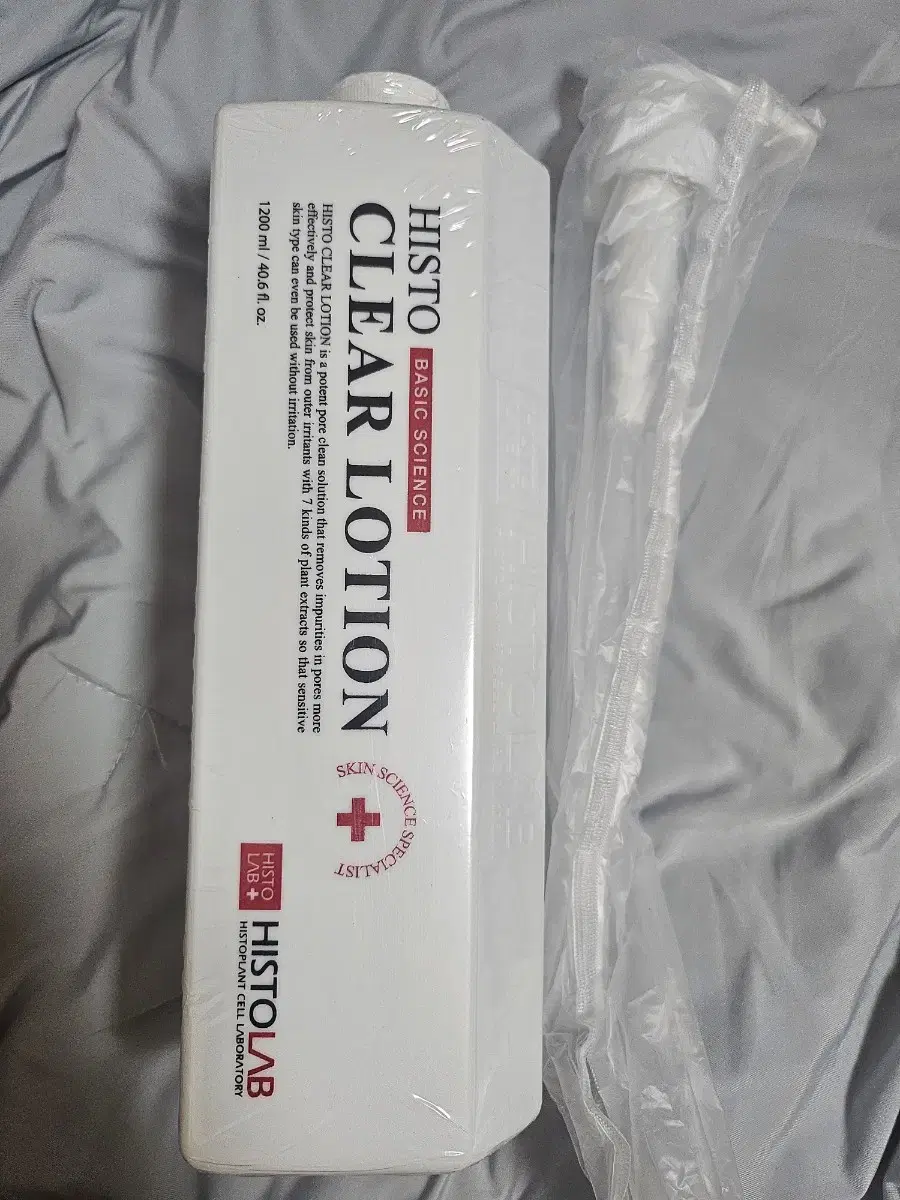 HISTO BASIC SCIENCE
CLEAR LOTION
HISTO CLEAR LOTION is a potent pore clean solution that removes impurities in pores more
effectively and protect skin from outer irritants with 7 kinds of plant extracts so that sensitive
skin type can even be used without irritation.
1200 ml / 40.6 fl. oz.
SKIN SCIENCE SPECIALIST
HISTO
LAB+
HISTOLAB
HISTOPLANT CELL LABORATORY